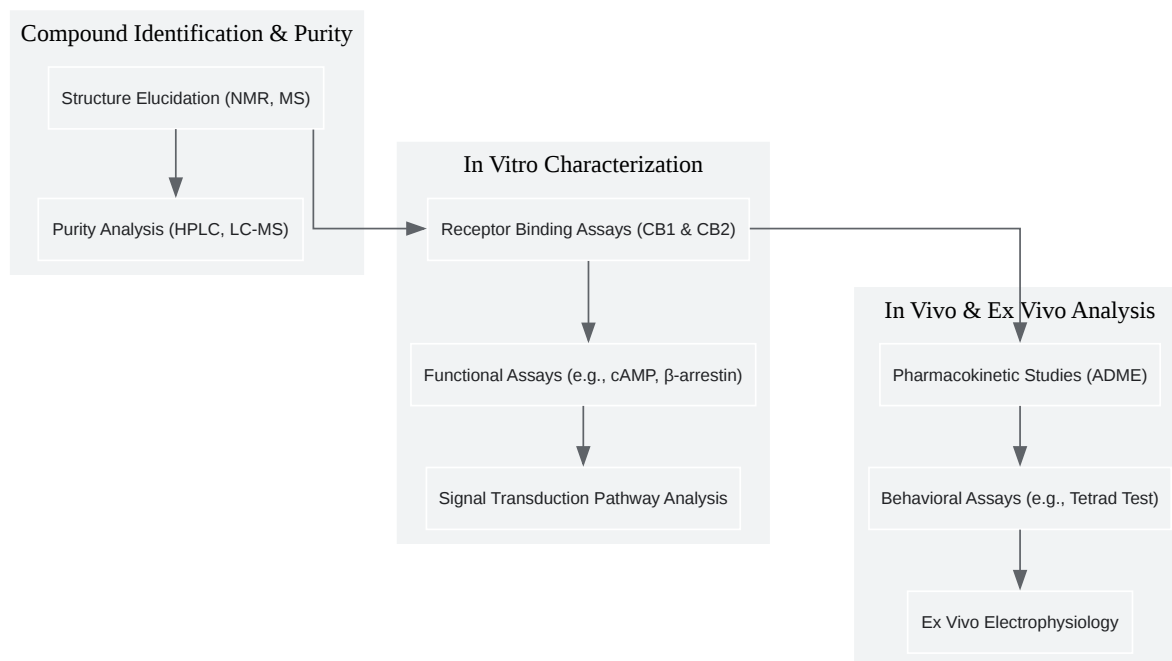 Compound Identification & Purity
Structure Elucidation (NMR, MS)
Purity Analysis (HPLC, LC-MS)
In Vitro Characterization
Receptor Binding Assays (CB1 & CB2)
Functional Assays (e.g., cAMP, β-arrestin)
Signal Transduction Pathway Analysis
In Vivo & Ex Vivo Analysis
Pharmacokinetic Studies (ADME)
Behavioral Assays (e.g., Tetrad Test)
Ex Vivo Electrophysiology